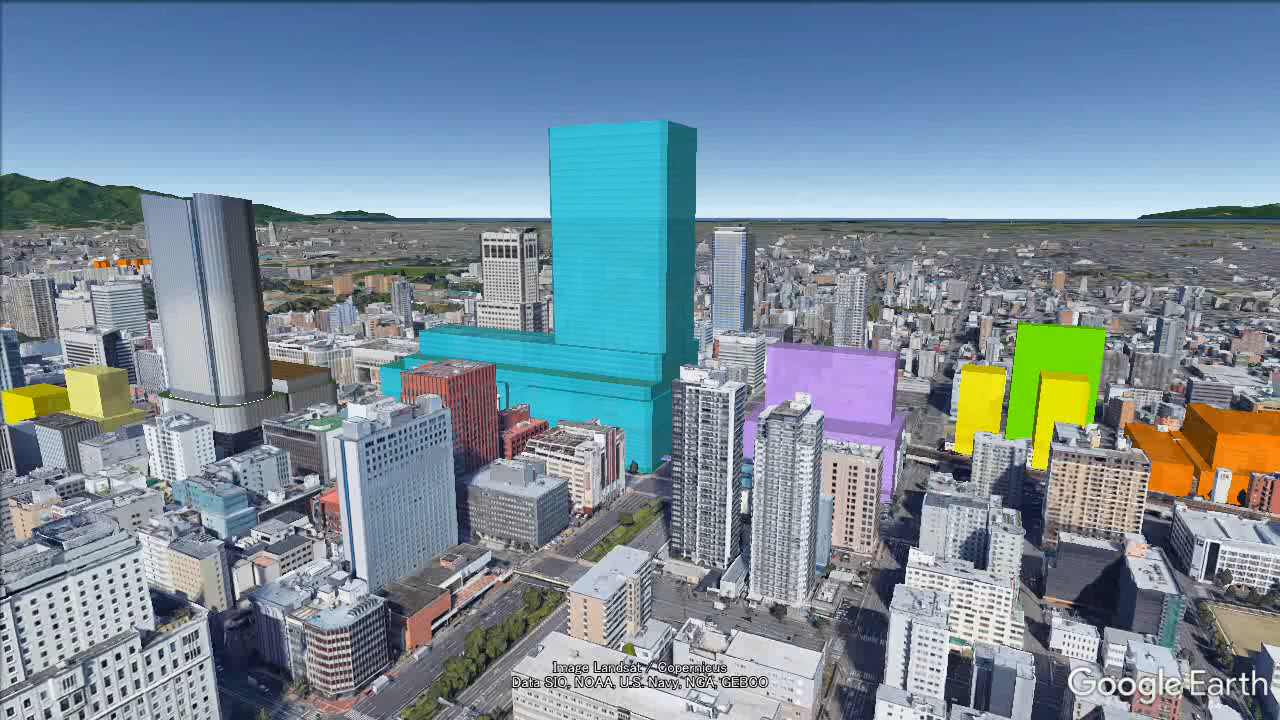 Image Landsat / Copernicus
Data SIO, NOAA, U.S. Navy, NGA, GEBCO
Google Earth